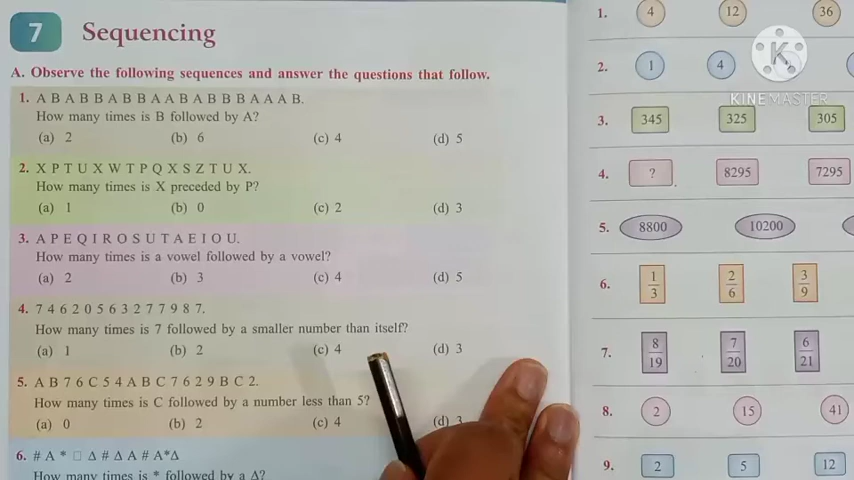 7 Sequencing
A. Observe the following sequences and answer the questions that follow.
1. A B A B B A B B A A B A B B B A A A B.
How many times is B followed by A?
(a) 2 (b) 6 (c) 4 (d) 5
2. X P T U X W T P Q X S Z T U X.
How many times is X preceded by P?
(a) 1 (b) 0 (c) 2 (d) 3
3. A P E Q I R O S U T A E I O U.
How many times is a vowel followed by a vowel?
(a) 2 (b) 3 (c) 4 (d) 5
4. 7 4 6 2 0 5 6 3 2 7 7 9 8 7.
How many times is 7 followed by a smaller number than itself?
(a) 1 (b) 2 (c) 4 (d) 3
5. A B 7 6 C 5 4 A B C 7 6 2 9 B C 2.
How many times is C followed by a number less than 5?
(a) 0 (b) 2 (c) 4 (d) 3
6. # A * □ Δ # Δ A # A*Δ
How many times is * followed by a Δ?
1. 4 12 36
2. 1 4
KINEMASTER
3. 345 325 305
4. ? 8295 7295
5. 8800 10200
6. 1/3 2/6 3/9
7. 8/19 7/20 6/21
8. 2 15 41
9. 2 5 12